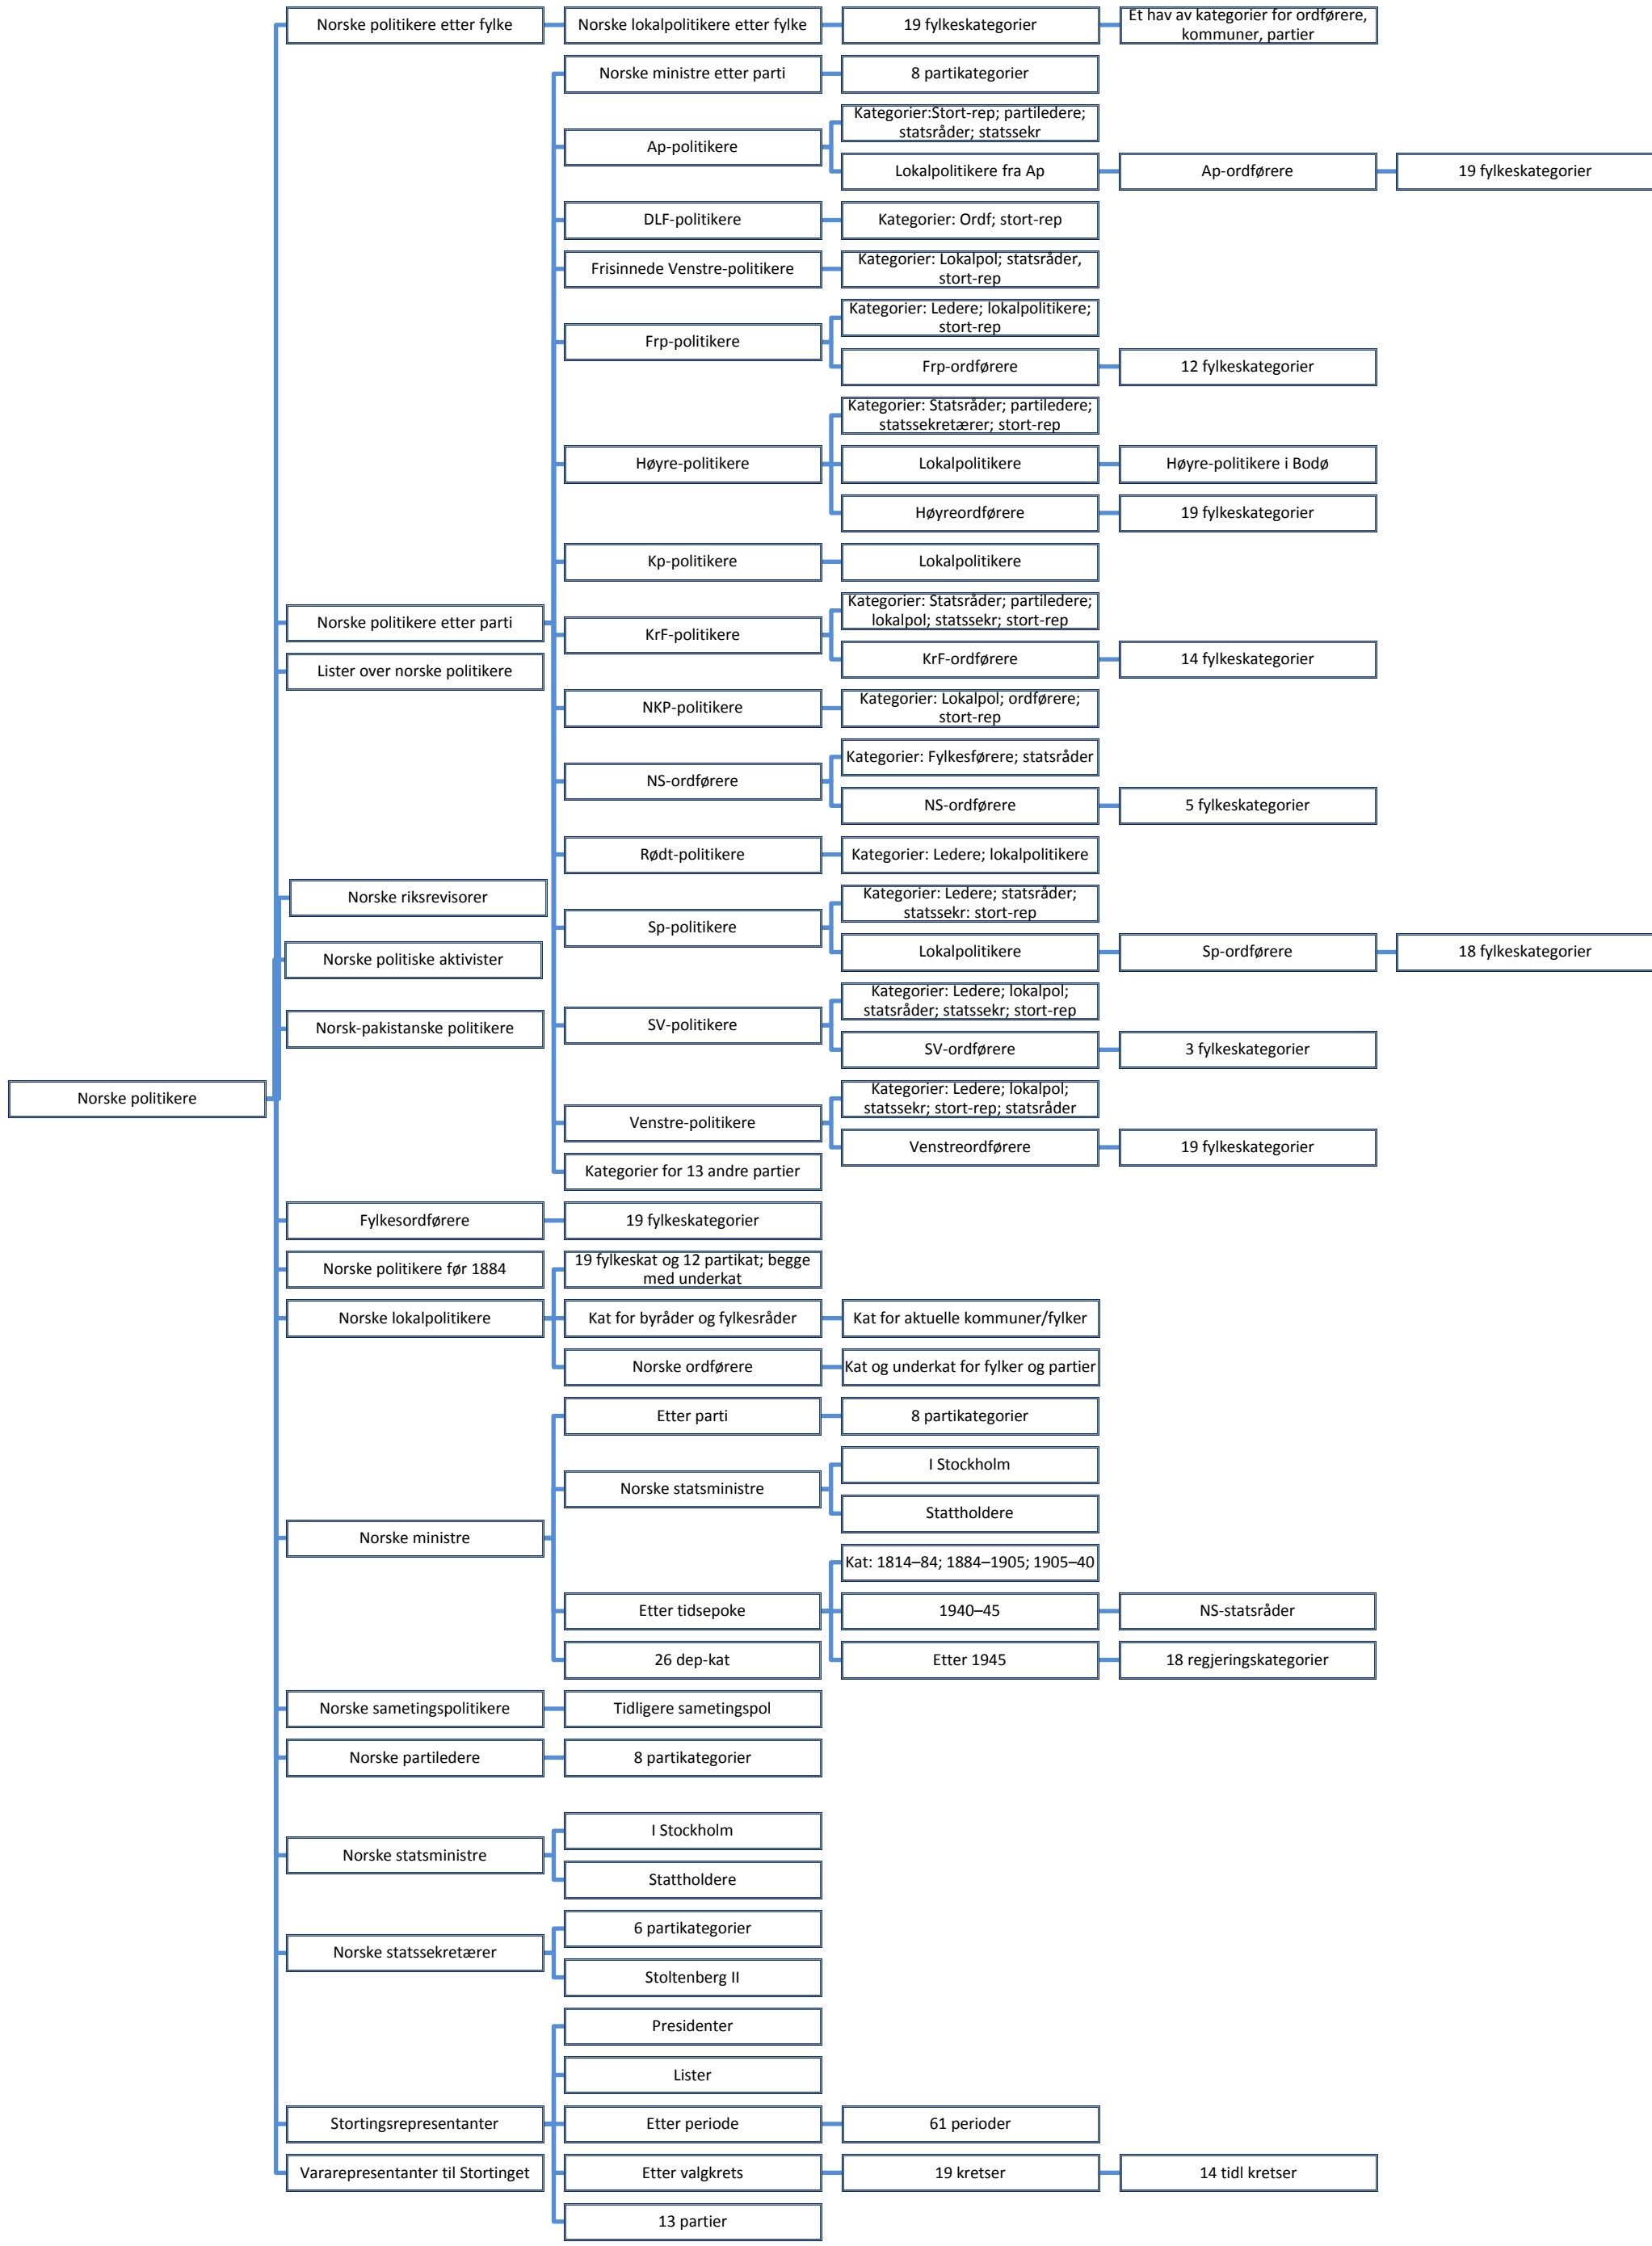 Norske politikere etter fylke
Norske lokalpolitikere etter fylke
19 fylkeskategorier
Et hav av kategorier for ordførere,
kommuner, partier
Norske ministre etter parti
8 partikategorier
Ap-politikere
Kategorier:Stort-rep; partiledere;
statsråder; statssekr
Lokalpolitikere fra Ap
Ap-ordførere
19 fylkeskategorier
DLF-politikere
Kategorier: Ordf; stort-rep
Frisinnede Venstre-politikere
Kategorier: Lokalpol; statsråder,
stort-rep
Frp-politikere
Kategorier: Ledere; lokalpolitikere;
stort-rep
Frp-ordførere
12 fylkeskategorier
Høyre-politikere
Kategorier: Statsråder; partiledere;
statssekretærer; stort-rep
Lokalpolitikere
Høyre-politikere i Bodø
Høyreordførere
19 fylkeskategorier
Kp-politikere
Lokalpolitikere
Norske politikere etter parti
KrF-politikere
Kategorier: Statsråder; partiledere;
lokalpol; statssekr; stort-rep
KrF-ordførere
14 fylkeskategorier
Lister over norske politikere
NKP-politikere
Kategorier: Lokalpol; ordførere;
stort-rep
NS-ordførere
Kategorier: Fylkesførere; statsråder
NS-ordførere
5 fylkeskategorier
Rødt-politikere
Kategorier: Ledere; lokalpolitikere
Norske riksrevisorer
Sp-politikere
Kategorier: Ledere; statsråder;
statssekr: stort-rep
Lokalpolitikere
Sp-ordførere
18 fylkeskategorier
Norske politiske aktivister
Norsk-pakistanske politikere
SV-politikere
Kategorier: Ledere; lokalpol;
statsråder; statssekr; stort-rep
SV-ordførere
3 fylkeskategorier
Norske politikere
Venstre-politikere
Kategorier: Ledere; lokalpol;
statssekr; stort-rep; statsråder
Venstreordførere
19 fylkeskategorier
Kategorier for 13 andre partier
Fylkesordførere
19 fylkeskategorier
Norske politikere før 1884
19 fylkeskat og 12 partikat; begge
med underkat
Norske lokalpolitikere
Kat for byråder og fylkesråder
Kat for aktuelle kommuner/fylker
Norske ordførere
Kat og underkat for fylker og partier
Etter parti
8 partikategorier
Norske statsministre
I Stockholm
Stattholdere
Norske ministre
Kat: 1814–84; 1884–1905; 1905–40
Etter tidsepoke
1940–45
NS-statsråder
26 dep-kat
Etter 1945
18 regjeringskategorier
Norske sametingspolitikere
Tidligere sametingspol
Norske partiledere
8 partikategorier
Norske statsministre
I Stockholm
Stattholdere
Norske statssekretærer
6 partikategorier
Stoltenberg II
Presidenter
Lister
Stortingsrepresentanter
Etter periode
61 perioder
Vararepresentanter til Stortinget
Etter valgkrets
19 kretser
14 tidl kretser
13 partier